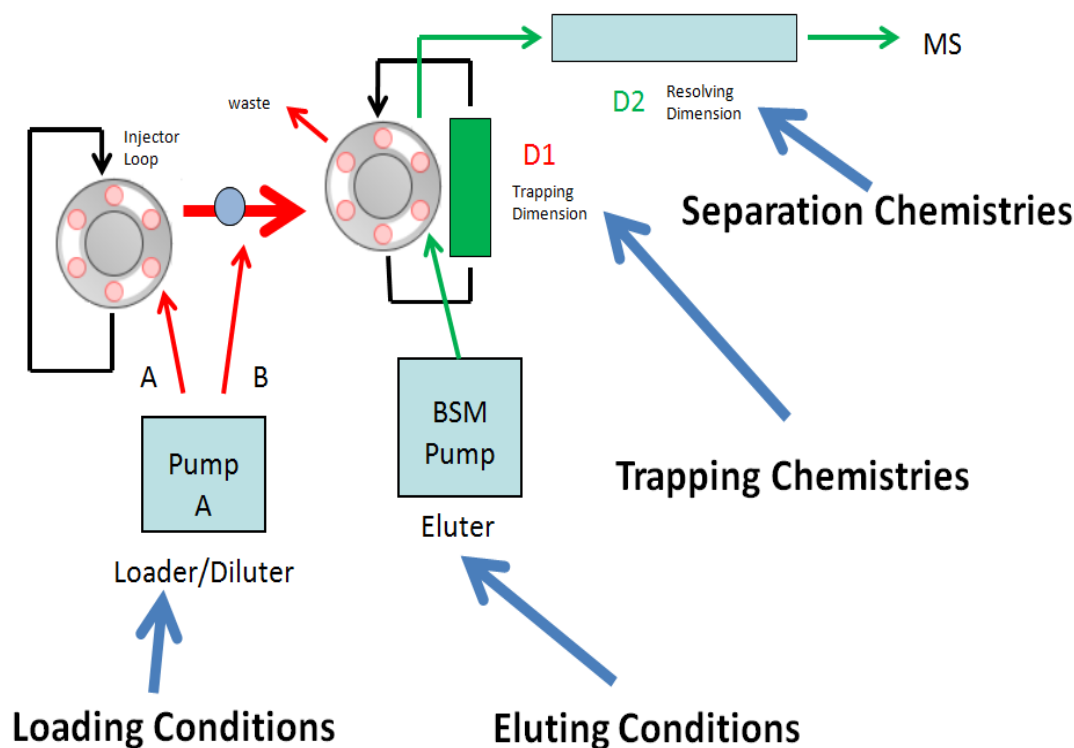 MS
waste
D2
Resolving
Dimension
Injector
Loop
D1
Trapping
Dimension
Separation Chemistries
A
B
BSM
Pump
Pump
A
Trapping Chemistries
Eluter
Loader/Diluter
Loading Conditions
Eluting Conditions